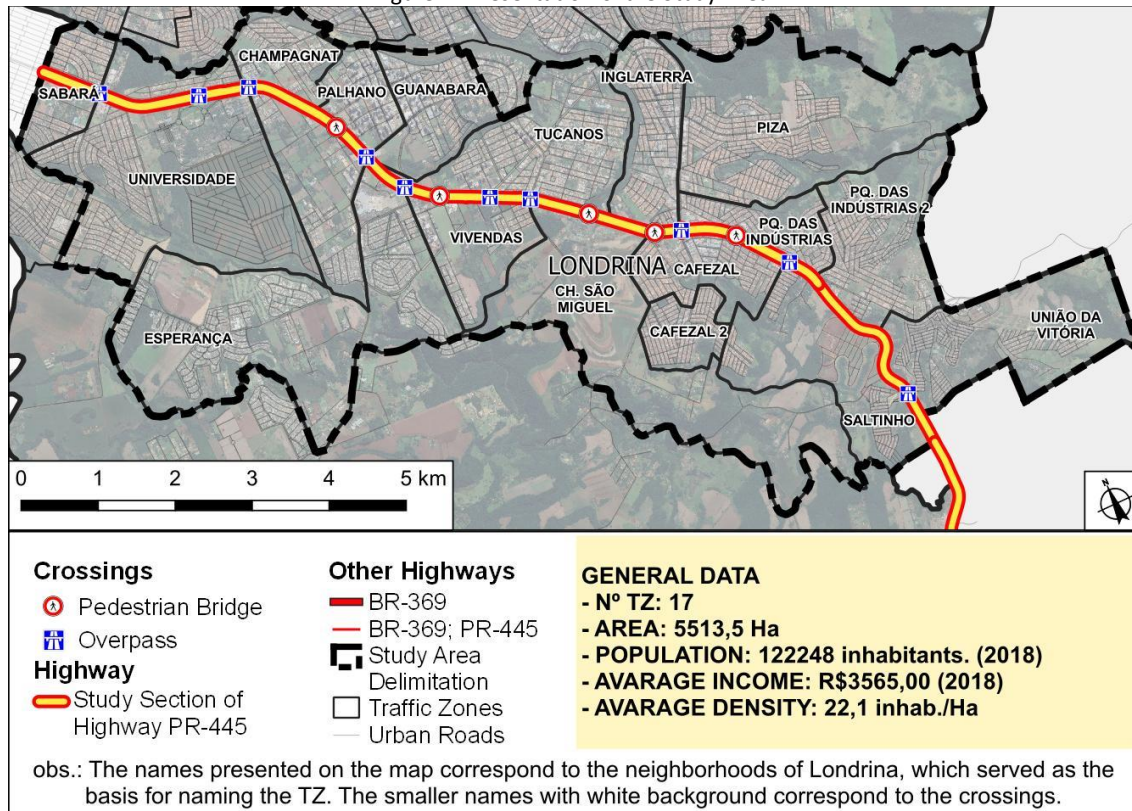 CHAMPAGNAT
INGLATERRA
SABARÁ
PALHANO
GUANABARA
TUCANOS
PIZA
UNIVERSIDADE
PQ. DAS
INDÚSTRIAS 2
VIVENDAS
PQ. DAS
INDÚSTRIAS
LONDRINA
CAFEZAL
CH. SÃO
MIGUEL
ESPERANÇA
CAFEZAL 2
UNIÃO DA
VITÓRIA
SALTINHO
0 1 2 3 4 5 km
N
Crossings
Pedestrian Bridge
Overpass
Highway
Study Section of
Highway PR-445
Other Highways
BR-369
BR-369; PR-445
Study Area
Delimitation
Traffic Zones
Urban Roads
GENERAL DATA
- Nº TZ: 17
- AREA: 5513,5 Ha
- POPULATION: 122248 inhabitants. (2018)
- AVARAGE INCOME: R$3565,00 (2018)
- AVARAGE DENSITY: 22,1 inhab./Ha
obs.: The names presented on the map correspond to the neighborhoods of Londrina, which served as the
basis for naming the TZ. The smaller names with white background correspond to the crossings.